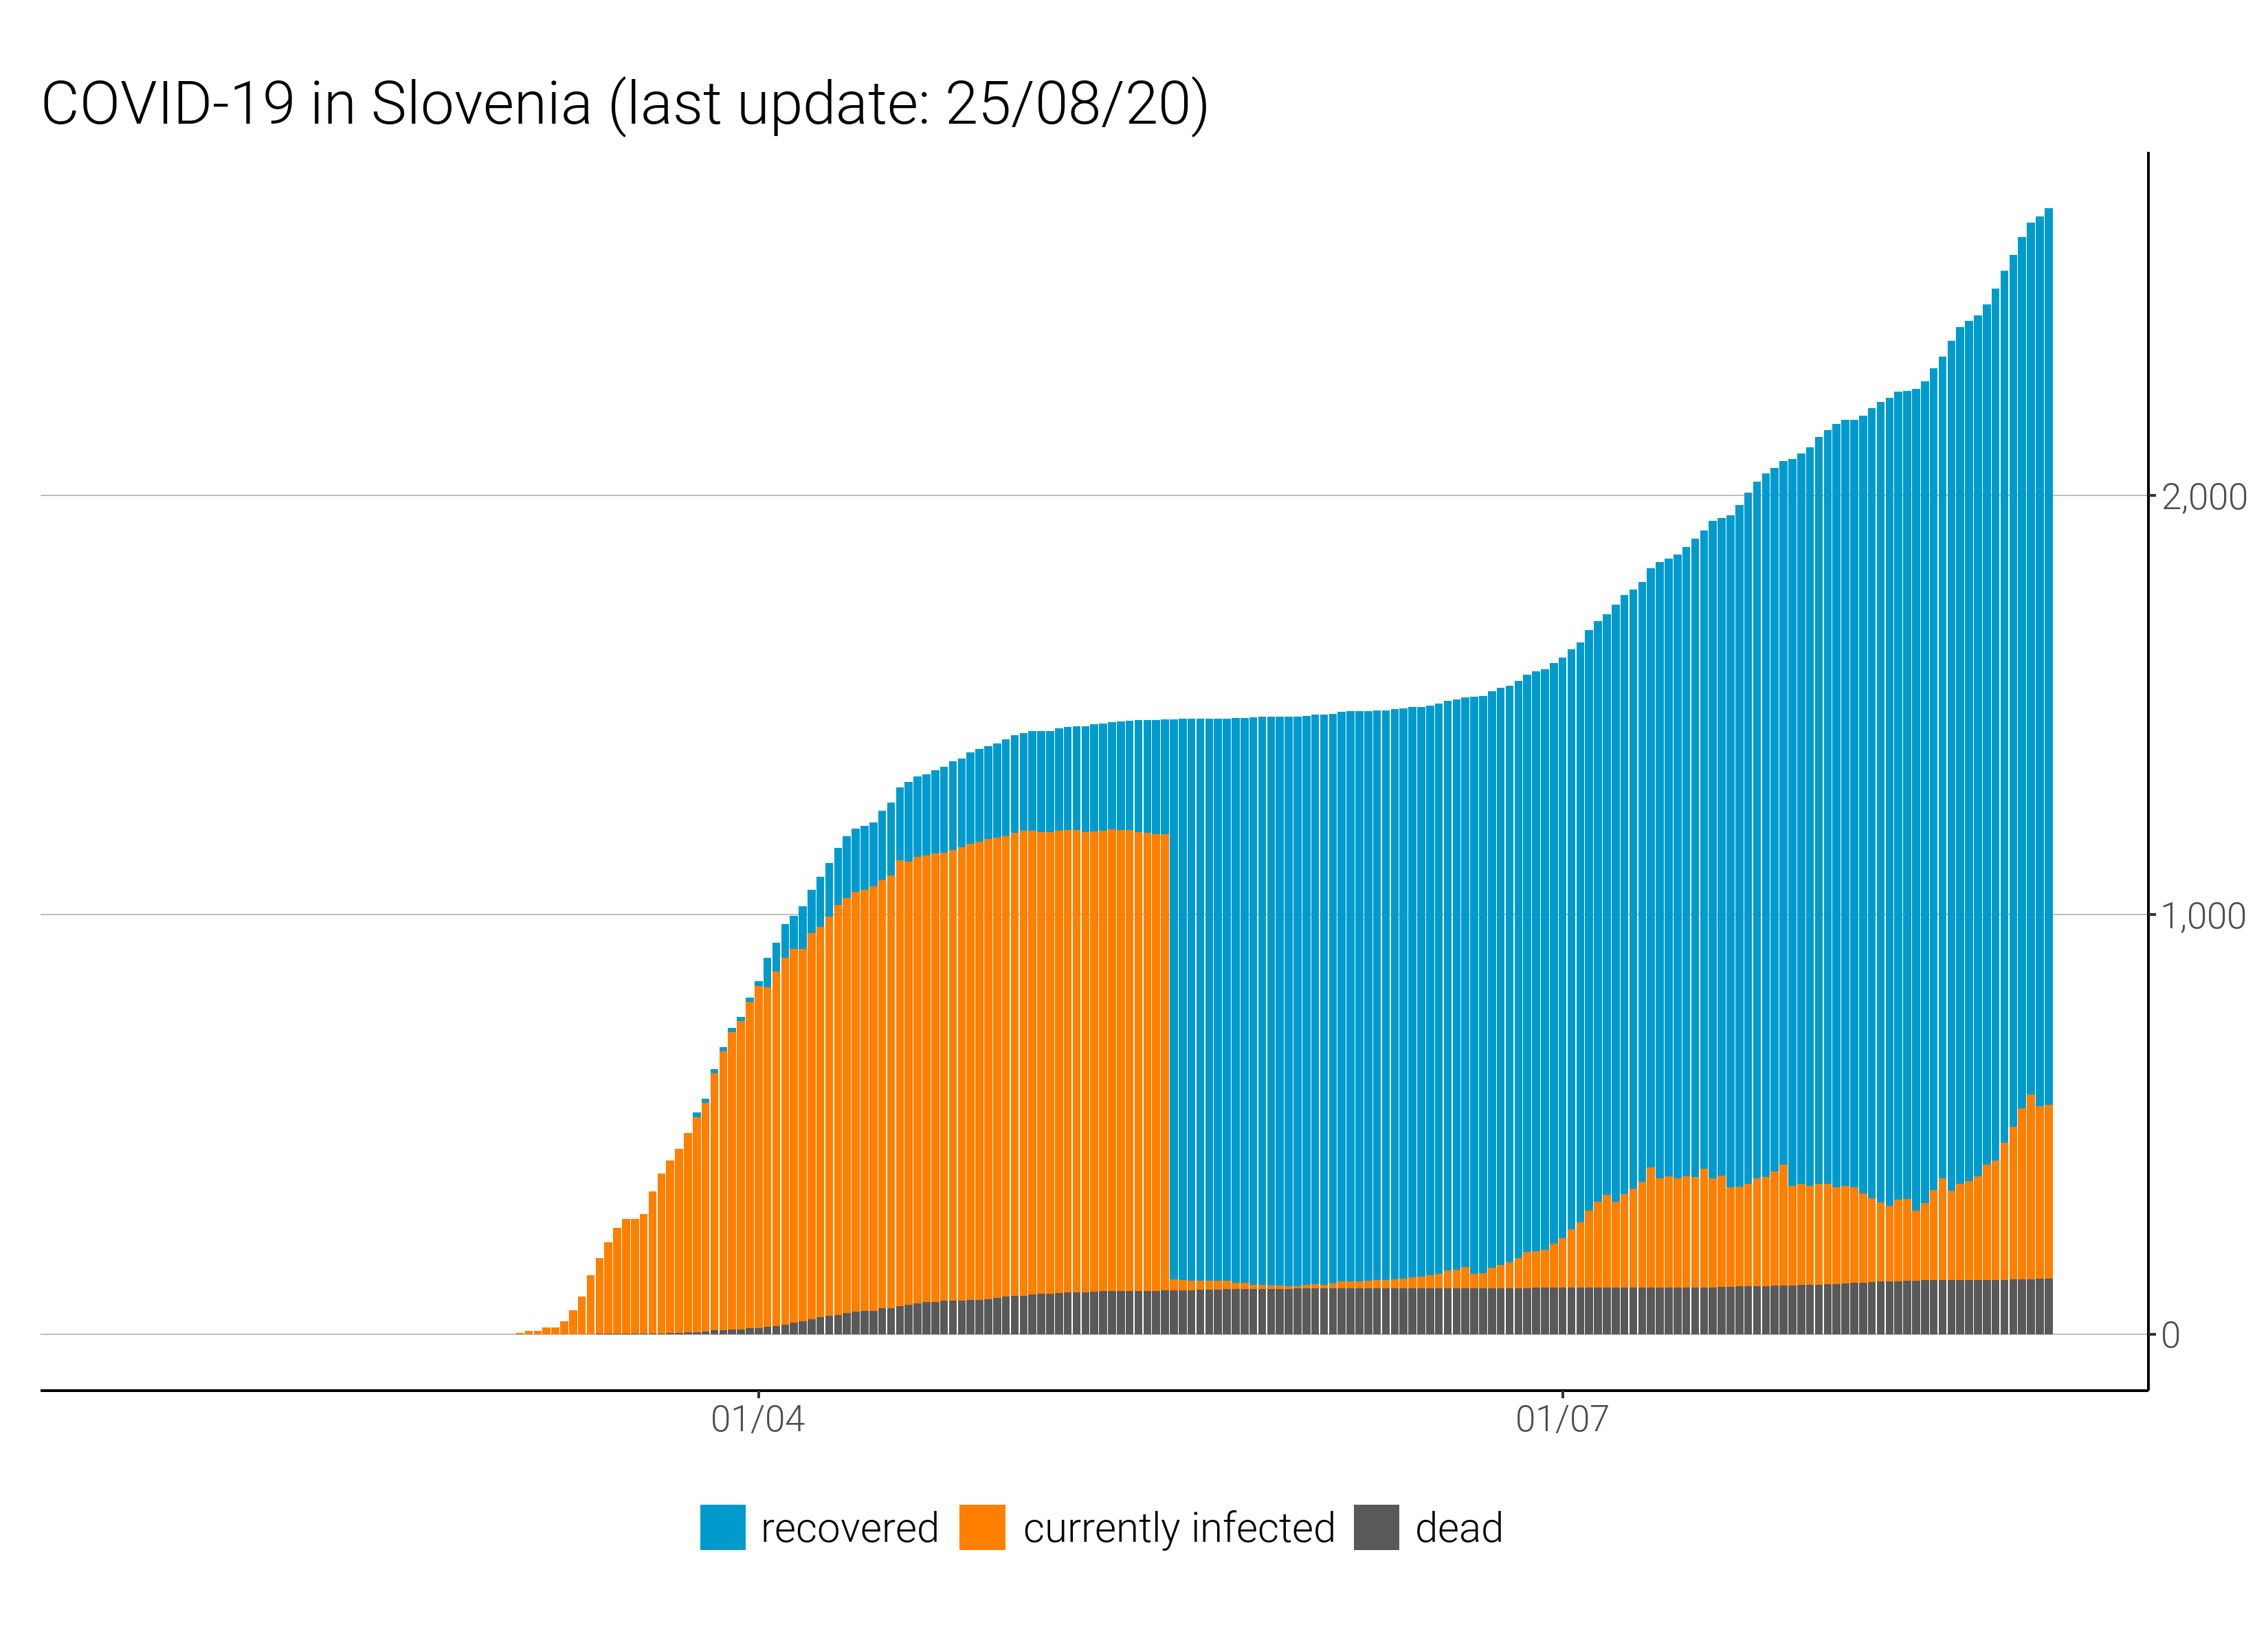 COVID-19 in Slovenia (last update: 25/08/20)
2,000
1,000
0
01/04 01/07
recovered currently infected dead